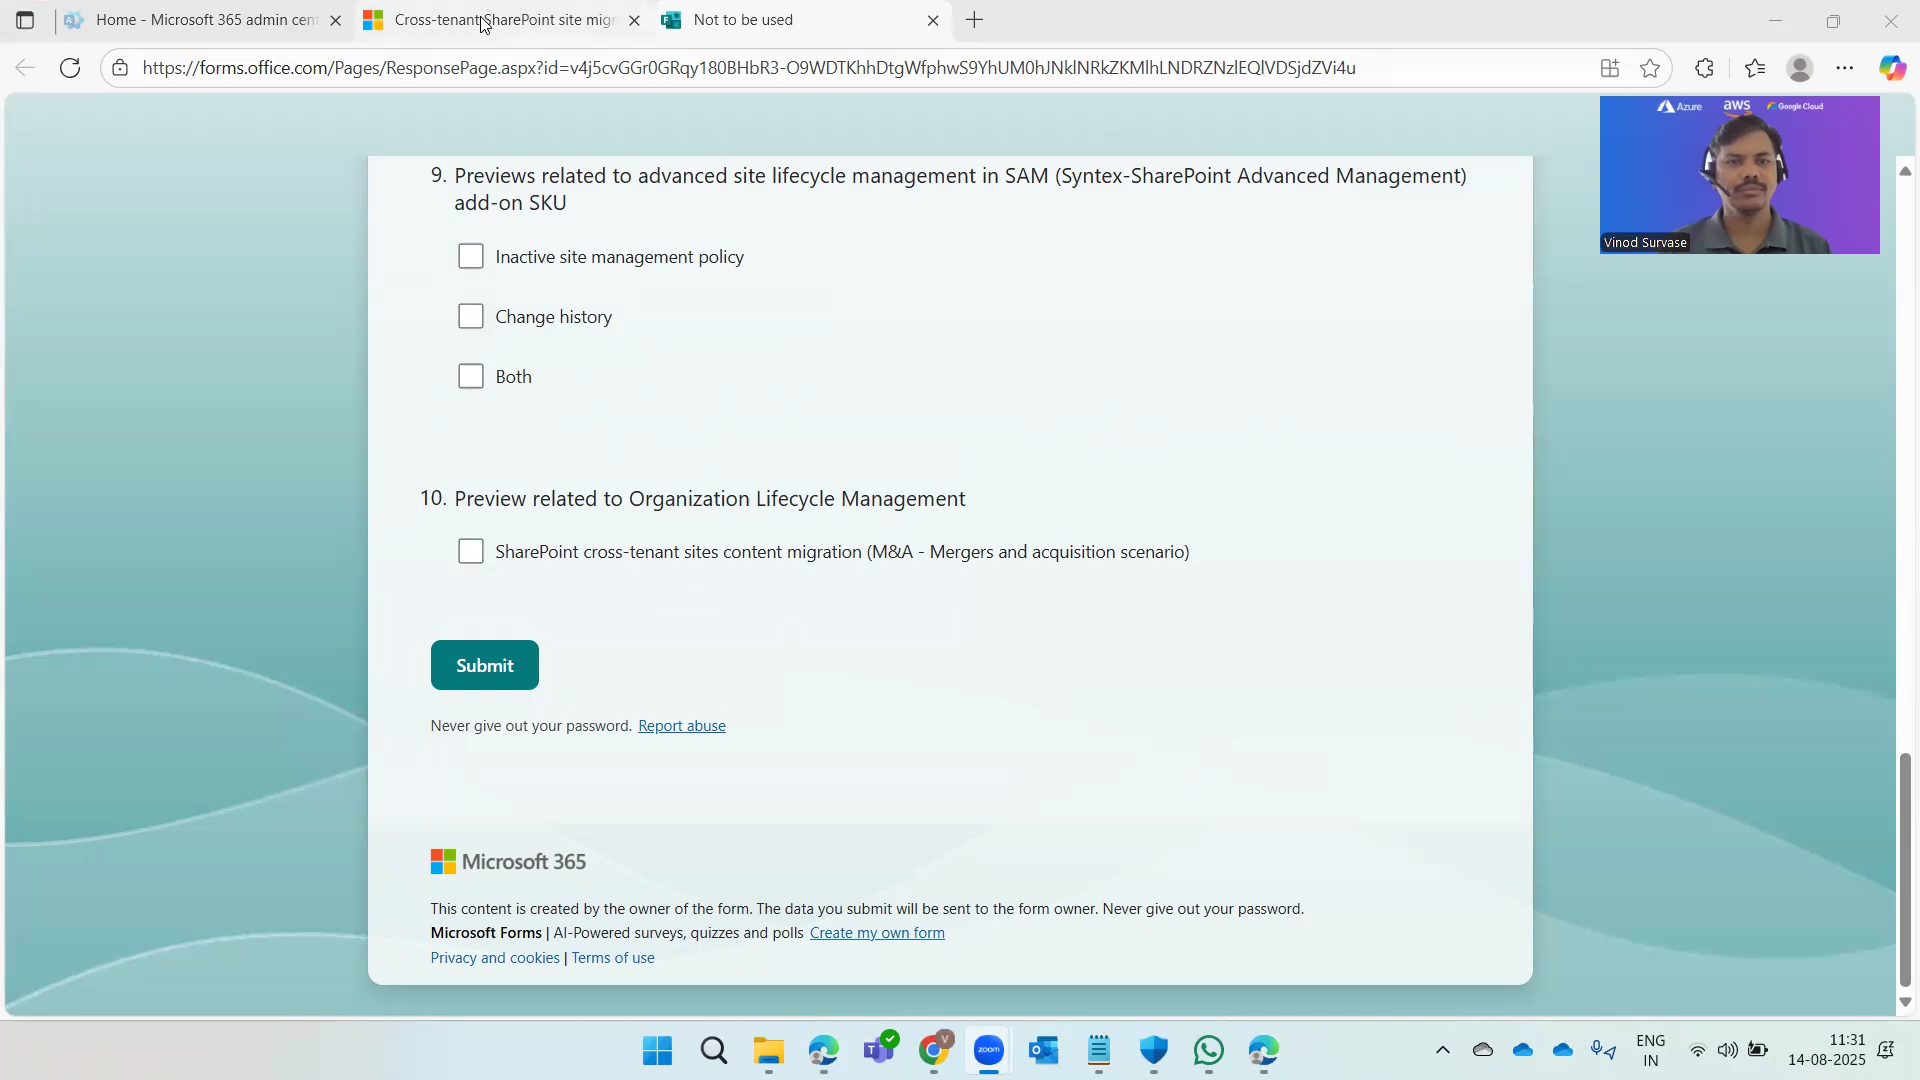 Home - Microsoft 365 admin cen
Cross-tenant SharePoint site migr
Not to be used
https://forms.office.com/Pages/ResponsePage.aspx?id=v4j5cvGGr0GRqy180BHbR3-O9WDTKhhDtgWfphwS9YhUM0hJNklNRkZKMlhLNDRZNzlEQlVDSjdZVi4u
Azure aws Google Cloud
Vinod Survase
9. Previews related to advanced site lifecycle management in SAM (Syntex-SharePoint Advanced Management)
add-on SKU
Inactive site management policy
Change history
Both
10. Preview related to Organization Lifecycle Management
SharePoint cross-tenant sites content migration (M&A - Mergers and acquisition scenario)
Submit
Never give out your password. Report abuse
Microsoft 365
This content is created by the owner of the form. The data you submit will be sent to the form owner. Never give out your password.
Microsoft Forms | AI-Powered surveys, quizzes and polls Create my own form
Privacy and cookies | Terms of use
zoom
ENG
IN
11:31
14-08-2025